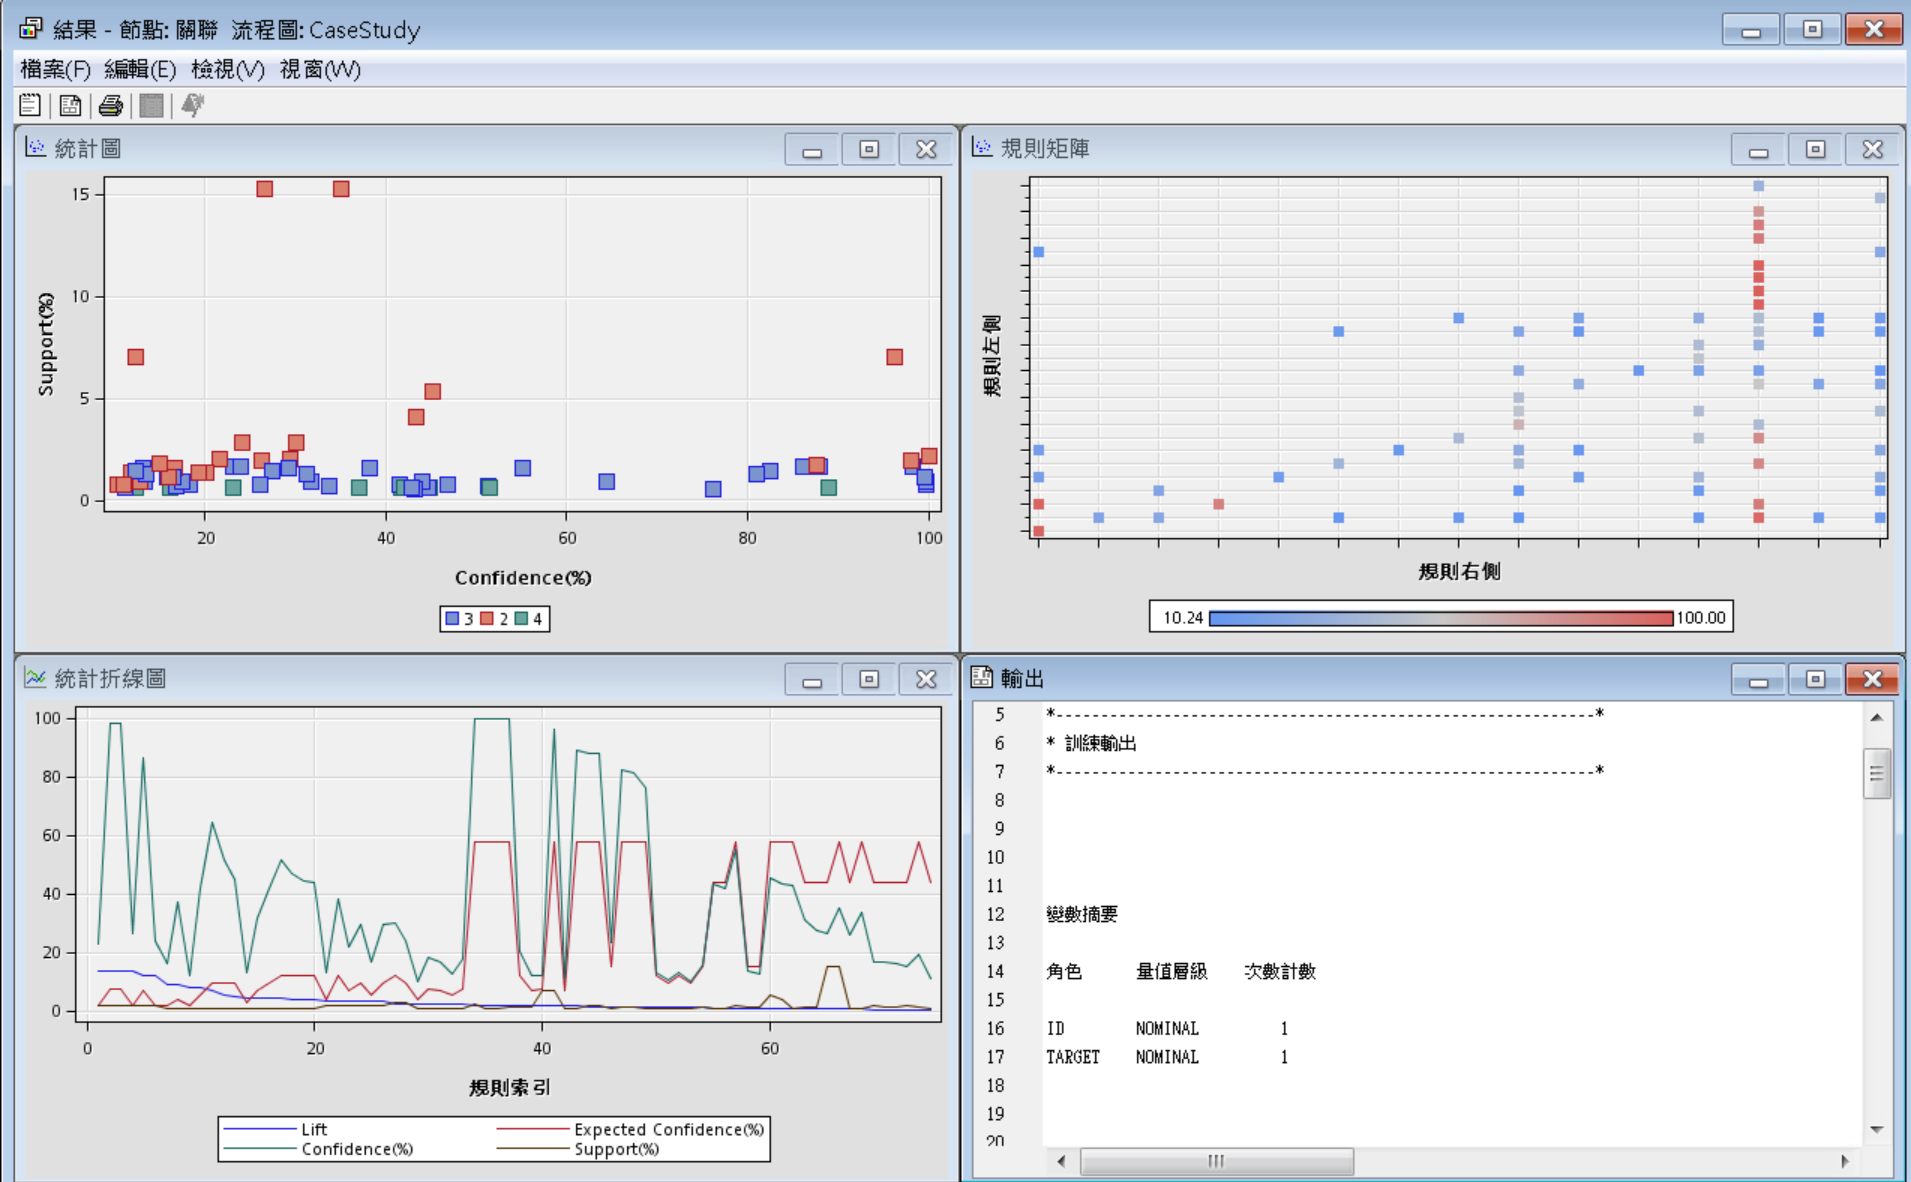 結果 - 節點: 關聯 流程圖: CaseStudy
檔案(F) 編輯(E) 檢視(V) 視窗(W)
統計圖
15
10
5
0
Support(%)
20 40 60 80 100
Confidence(%)
3 2 4
規則矩陣
規則左側
規則右側
10.24 100.00
統計折線圖
100
80
60
40
20
0
0 20 40 60
規則索引
Lift Expected Confidence(%)
Confidence(%) Support(%)
輸出
5 *------------------------------------------------------------*
6 * 訓練輸出
7 *------------------------------------------------------------*
8
9
10
11
12 變數摘要
13
14 角色 量值層級 次數計數
15
16 ID NOMINAL 1
17 TARGET NOMINAL 1
18
19
20